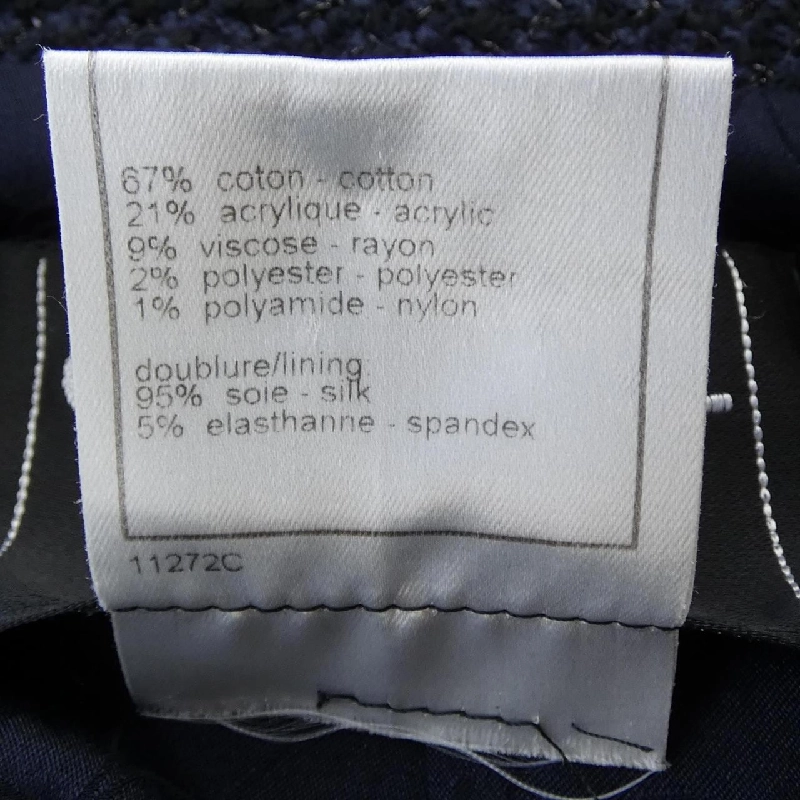 67% coton - cotton
21% acrylique - acrylic
9% viscose - rayon
2% polyester - polyester
1% polyamide - nylon
doublure/lining:
95% soie - silk
5% elasthanne - spandex
11272C